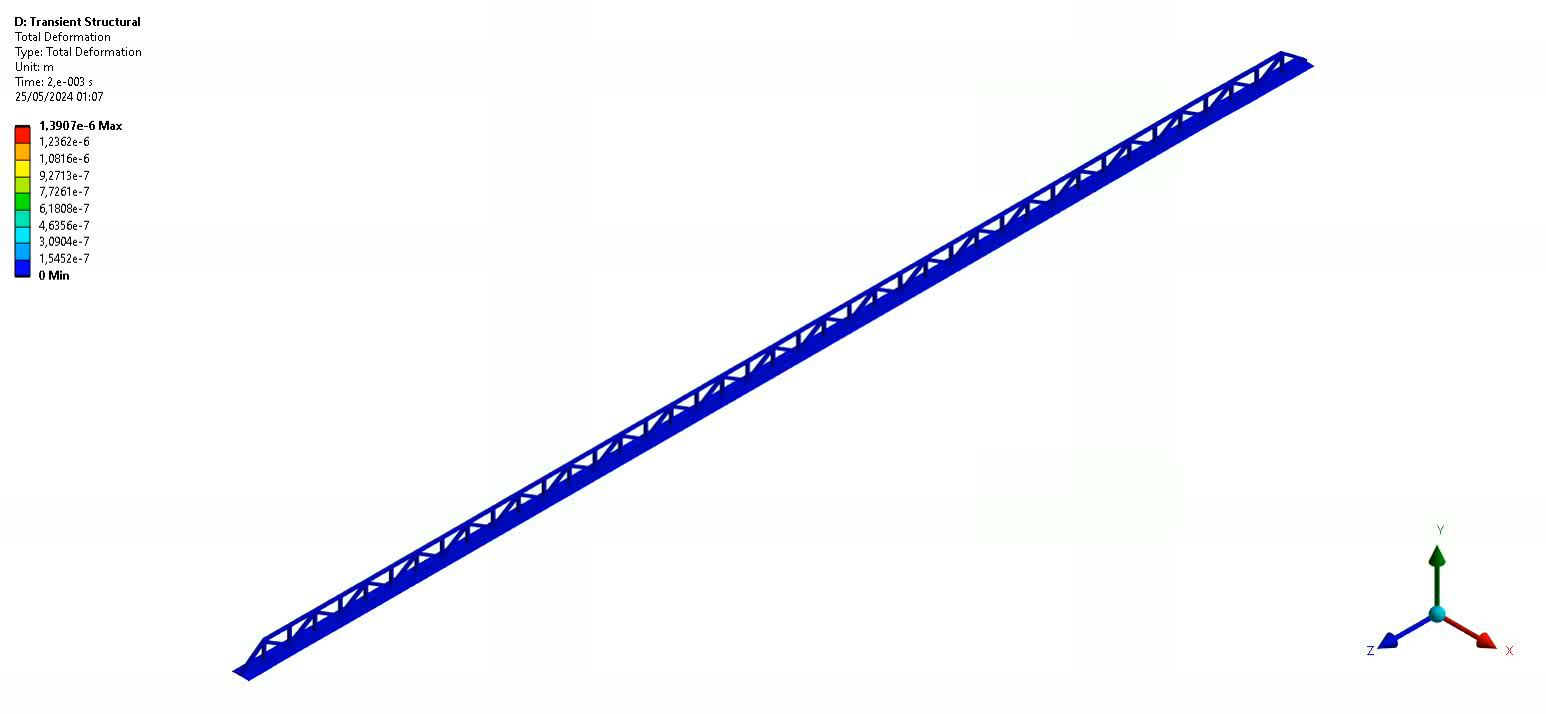 D: Transient Structural
Total Deformation
Type: Total Deformation
Unit: m
Time: 2,e-003 s
25/05/2024 01:07
1,3907e-6 Max
1,2362e-6
1,0816e-6
9,2713e-7
7,7261e-7
6,1808e-7
4,6356e-7
3,0904e-7
1,5452e-7
0 Min
Y
Z
X